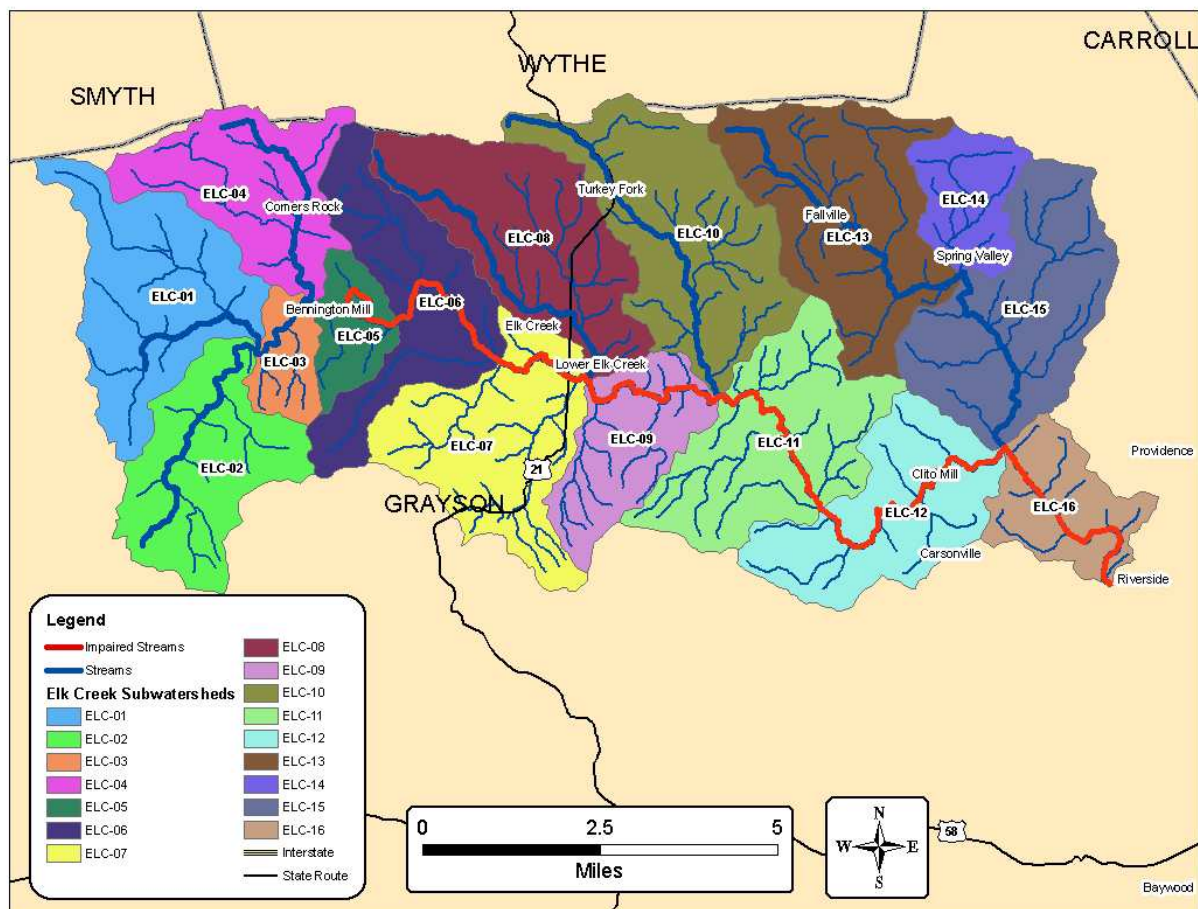 CARROLL
WYTHE
SMYTH
ELC-04
Turkey Fork
ELC-14
Comers Rock
Fallville
ELC-08
ELC-10
ELC-13
Spring Valley
ELC-01
ELC-06
ELC-15
Bennington Mill
ELC-05
Elk Creek
ELC-03
Lower Elk Creek
ELC-09
ELC-11
ELC-07
Providence
ELC-02
21
Clito Mill
GRAYSON
ELC-12
ELC-16
Carsonville
Riverside
Legend
Impaired Streams
Streams
Elk Creek Subwatersheds
ELC-01
ELC-02
ELC-03
ELC-04
ELC-05
ELC-06
ELC-07
ELC-08
ELC-09
ELC-10
ELC-11
ELC-12
ELC-13
ELC-14
ELC-15
ELC-16
Interstate
State Route
0 2.5 5
Miles
N
W E
S
58
Baywood